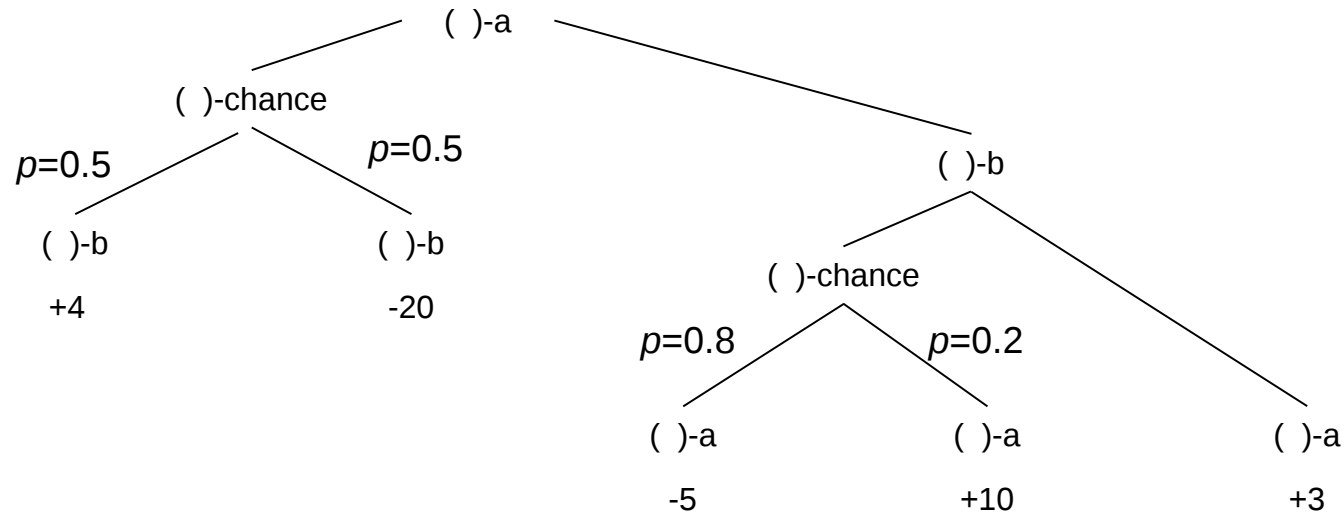 ( )-a
( )-chance
p=0.5
p=0.5
( )-b
( )-b
( )-b
+4
-20
( )-chance
p=0.8
p=0.2
( )-a
( )-a
( )-a
-5
+10
+3